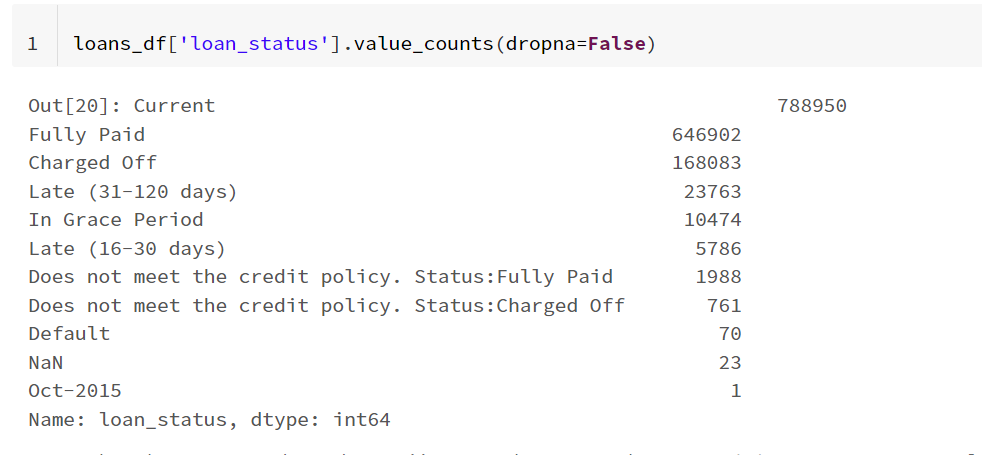 1 loans_df['loan_status'].value_counts(dropna=False)
Out[20]: Current 788950
Fully Paid 646902
Charged Off 168083
Late (31-120 days) 23763
In Grace Period 10474
Late (16-30 days) 5786
Does not meet the credit policy. Status:Fully Paid 1988
Does not meet the credit policy. Status:Charged Off 761
Default 70
NaN 23
Oct-2015 1
Name: loan_status, dtype: int64